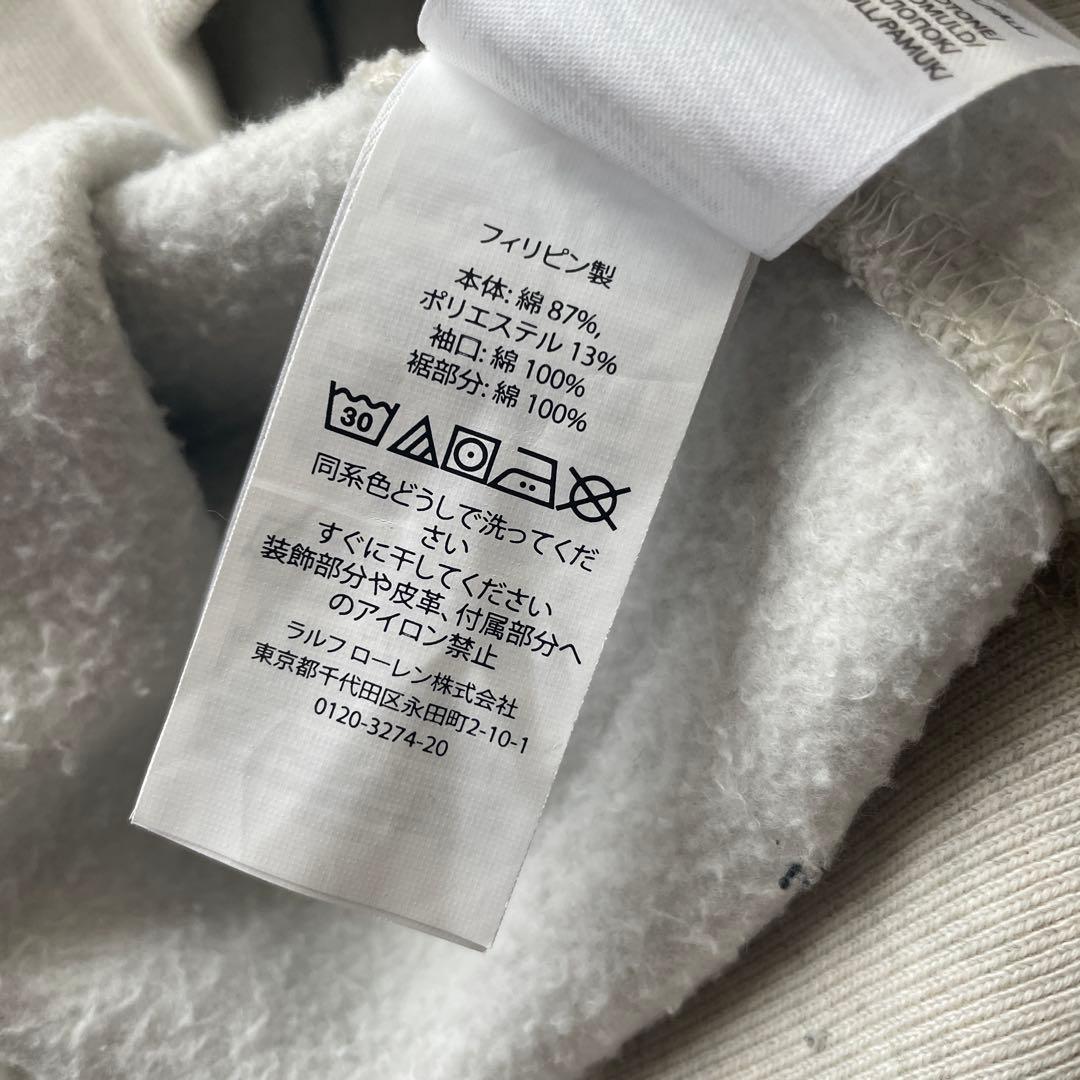 OTONE/
OMULD/
ILL/PAMUK/
フィリピン製
本体: 綿 87%,
ポリエステル 13%
袖口: 綿 100%
裾部分: 綿 100%
30
同系色どうしで洗ってくだ
さい
すぐに干してください
装飾部分や皮革、付属部分へ
のアイロン禁止
ラルフ ローレン株式会社
東京都千代田区永田町2-10-1
0120-3274-20